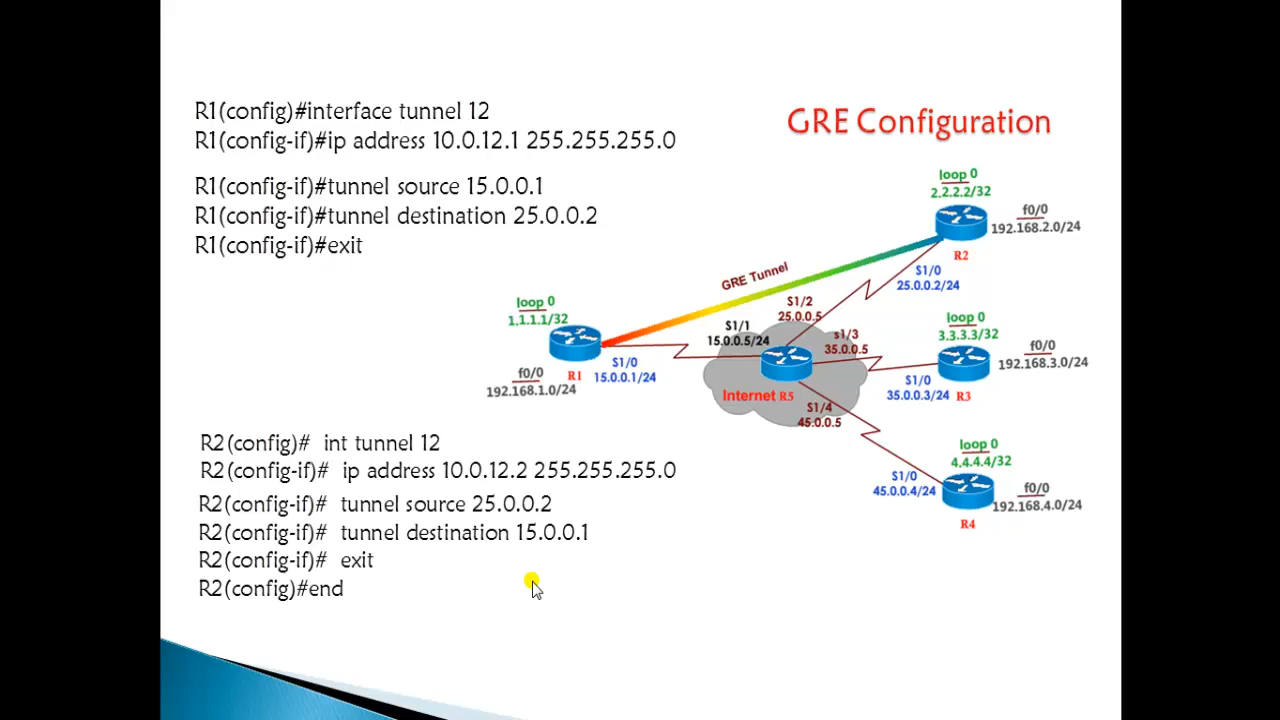 R1(config)#interface tunnel 12
R1(config-if)#ip address 10.0.12.1 255.255.255.0
R1(config-if)#tunnel source 15.0.0.1
R1(config-if)#tunnel destination 25.0.0.2
R1(config-if)#exit
GRE Configuration
loop 0
2.2.2.2/32
f0/0
192.168.2.0/24
R2
S1/0
25.0.0.2/24
GRE Tunnel
S1/2
25.0.0.5
loop 0
1.1.1.1/32
S1/1
15.0.0.5/24
s1/3
35.0.0.5
loop 0
3.3.3.3/32
f0/0
192.168.3.0/24
f0/0
192.168.1.0/24
R1
S1/0
15.0.0.1/24
Internet R5
S1/0
35.0.0.3/24
R3
S1/4
45.0.0.5
loop 0
4.4.4.4/32
S1/0
45.0.0.4/24
f0/0
192.168.4.0/24
R4
R2(config)# int tunnel 12
R2(config-if)# ip address 10.0.12.2 255.255.255.0
R2(config-if)# tunnel source 25.0.0.2
R2(config-if)# tunnel destination 15.0.0.1
R2(config-if)# exit
R2(config)#end